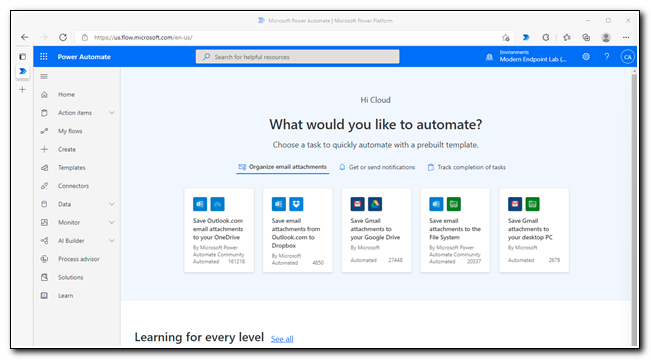 Microsoft Power Automate | Microsoft Power Platform
https://us.flow.microsoft.com/en-us/
Power Automate
Search for helpful resources
Environments
Modern Endpoint Lab (...
CA
Home
Action items
My flows
Create
Templates
Connectors
Data
Monitor
AI Builder
Process advisor
Solutions
Learn
Hi Cloud
What would you like to automate?
Choose a task to quickly automate with a prebuilt template.
Organize email attachments
Get or send notifications
Track completion of tasks
Save Outlook.com
email attachments
to your OneDrive
By Microsoft Power
Automate Community
Automated 161218
Save email
attachments from
Outlook.com to
Dropbox
By Microsoft
Automated 4850
Save Gmail
attachments to
your Google Drive
By Microsoft
Automated 27448
Save email
attachments to the
File System
By Microsoft Power
Automate Community
Automated 20337
Save Gmail
attachments to
your desktop PC
By Microsoft
Automated 2679
Learning for every level See all